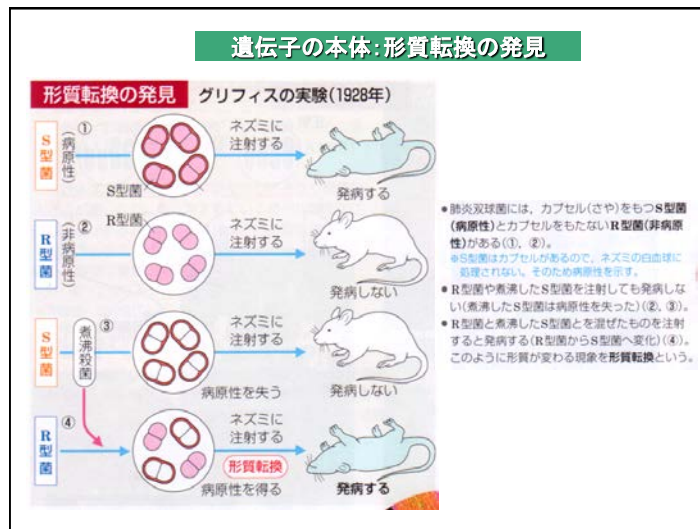 遺伝子の本体:形質転換の発見
形質転換の発見 グリフィスの実験(1928年)
S型菌
(病原性)
①
S型菌
ネズミに
注射する
発病する
R型菌
(非病原性)
②
R型菌
ネズミに
注射する
発病しない
S型菌
煮沸殺菌
③
病原性を失う
ネズミに
注射する
発病しない
R型菌
④
病原性を得る
ネズミに
注射する
形質転換
発病する
●肺炎双球菌には，カプセル(さや)をもつS型菌
(病原性)とカプセルをもたないR型菌(非病原
性)がある(①，②)。
※S型菌はカプセルがあるので，ネズミの白血球に
処理されない。そのため病原性を示す。
●R型菌や煮沸したS型菌を注射しても発病しな
い(煮沸したS型菌は病原性を失った)(②，③)。
●R型菌と煮沸したS型菌とを混ぜたものを注射
すると発病する(R型菌からS型菌へ変化)(④)。
このように形質が変わる現象を形質転換という。